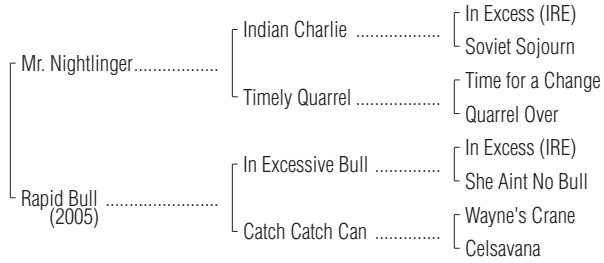 In Excess (IRE)
Indian Charlie ..................
Soviet Sojourn
Mr. Nightlinger..................
Time for a Change
Timely Quarrel ..................
Quarrel Over
In Excess (IRE)
In Excessive Bull ..............
She Aint No Bull
Rapid Bull ........................
(2005)
Wayne's Crane
Catch Catch Can ..............
Celsavana